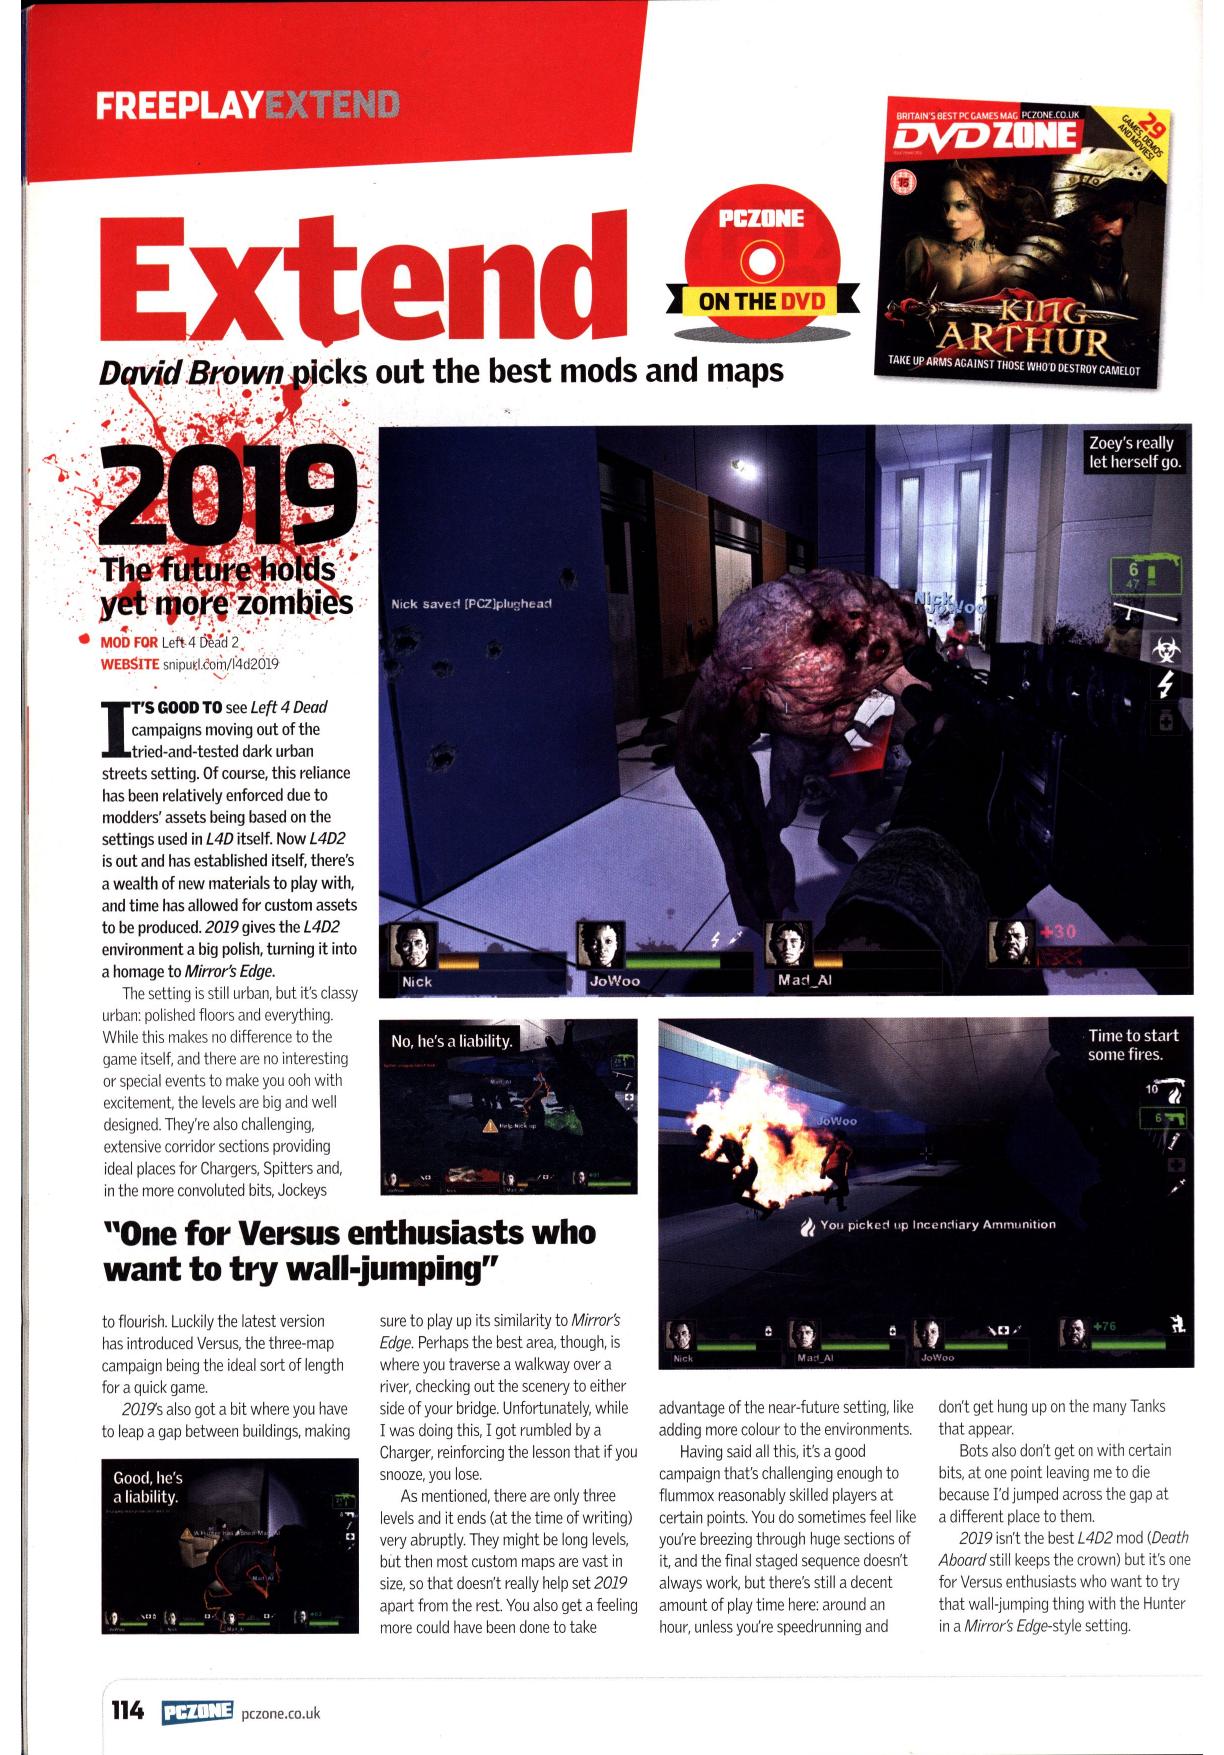 FREEPLAYEXTEND
BRITAIN'S BEST PC GAMES MAG PCZONE.CO.UK
DVD ZONE
29
GAMES, DEMOS
AND MOVIES!
15
KING
ARTHUR
TAKE UP ARMS AGAINST THOSE WHO'D DESTROY CAMELOT
PCZONE
ON THE DVD
Extend
David Brown picks out the best mods and maps
2019
The future holds
yet more zombies
MOD FOR Left 4 Dead 2
WEBSITE snipurl.com/l4d2019
IT'S GOOD TO see Left 4 Dead
campaigns moving out of the
tried-and-tested dark urban
streets setting. Of course, this reliance
has been relatively enforced due to
modders' assets being based on the
settings used in L4D itself. Now L4D2
is out and has established itself, there's
a wealth of new materials to play with,
and time has allowed for custom assets
to be produced. 2019 gives the L4D2
environment a big polish, turning it into
a homage to Mirror's Edge.
The setting is still urban, but it's classy
urban: polished floors and everything.
While this makes no difference to the
game itself, and there are no interesting
or special events to make you ooh with
excitement, the levels are big and well
designed. They're also challenging,
extensive corridor sections providing
ideal places for Chargers, Spitters and,
in the more convoluted bits, Jockeys
Zoey's really
let herself go.
Nick saved [PCZ]plughead
Nick
JoWoo
6
47
+30
Nick
JoWoo
Mad_Al
No, he's a liability.
Mad_Al
Help Nick up
Time to start
some fires.
10
6
JoWoo
You picked up Incendiary Ammunition
+76
Nick
Mad_Al
JoWoo
"One for Versus enthusiasts who
want to try wall-jumping"
to flourish. Luckily the latest version
has introduced Versus, the three-map
campaign being the ideal sort of length
for a quick game.
2019's also got a bit where you have
to leap a gap between buildings, making
Good, he's
a liability.
Mad_Al
sure to play up its similarity to Mirror's
Edge. Perhaps the best area, though, is
where you traverse a walkway over a
river, checking out the scenery to either
side of your bridge. Unfortunately, while
I was doing this, I got rumbled by a
Charger, reinforcing the lesson that if you
snooze, you lose.
As mentioned, there are only three
levels and it ends (at the time of writing)
very abruptly. They might be long levels,
but then most custom maps are vast in
size, so that doesn't really help set 2019
apart from the rest. You also get a feeling
more could have been done to take
advantage of the near-future setting, like
adding more colour to the environments.
Having said all this, it's a good
campaign that's challenging enough to
flummox reasonably skilled players at
certain points. You do sometimes feel like
you're breezing through huge sections of
it, and the final staged sequence doesn't
always work, but there's still a decent
amount of play time here: around an
hour, unless you're speedrunning and
don't get hung up on the many Tanks
that appear.
Bots also don't get on with certain
bits, at one point leaving me to die
because I'd jumped across the gap at
a different place to them.
2019 isn't the best L4D2 mod (Death
Aboard still keeps the crown) but it's one
for Versus enthusiasts who want to try
that wall-jumping thing with the Hunter
in a Mirror's Edge-style setting.
114 PCZONE pczone.co.uk